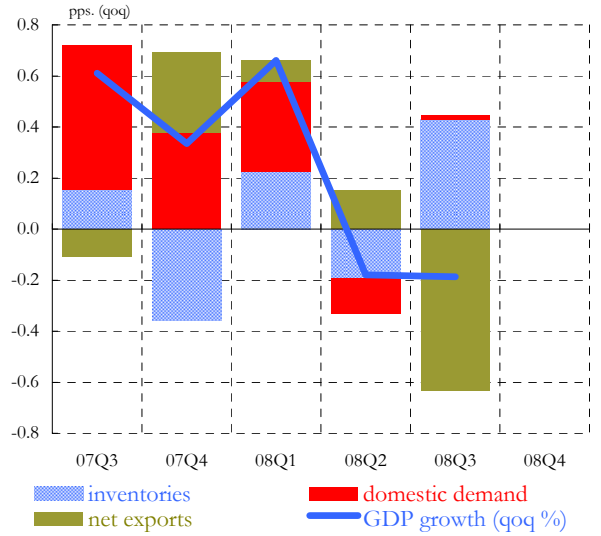 pps. (qoq)
0.8
0.6
0.4
0.2
0.0
-0.2
-0.4
-0.6
-0.8
07Q3 07Q4 08Q1 08Q2 08Q3 08Q4
inventories domestic demand
net exports GDP growth (qoq %)